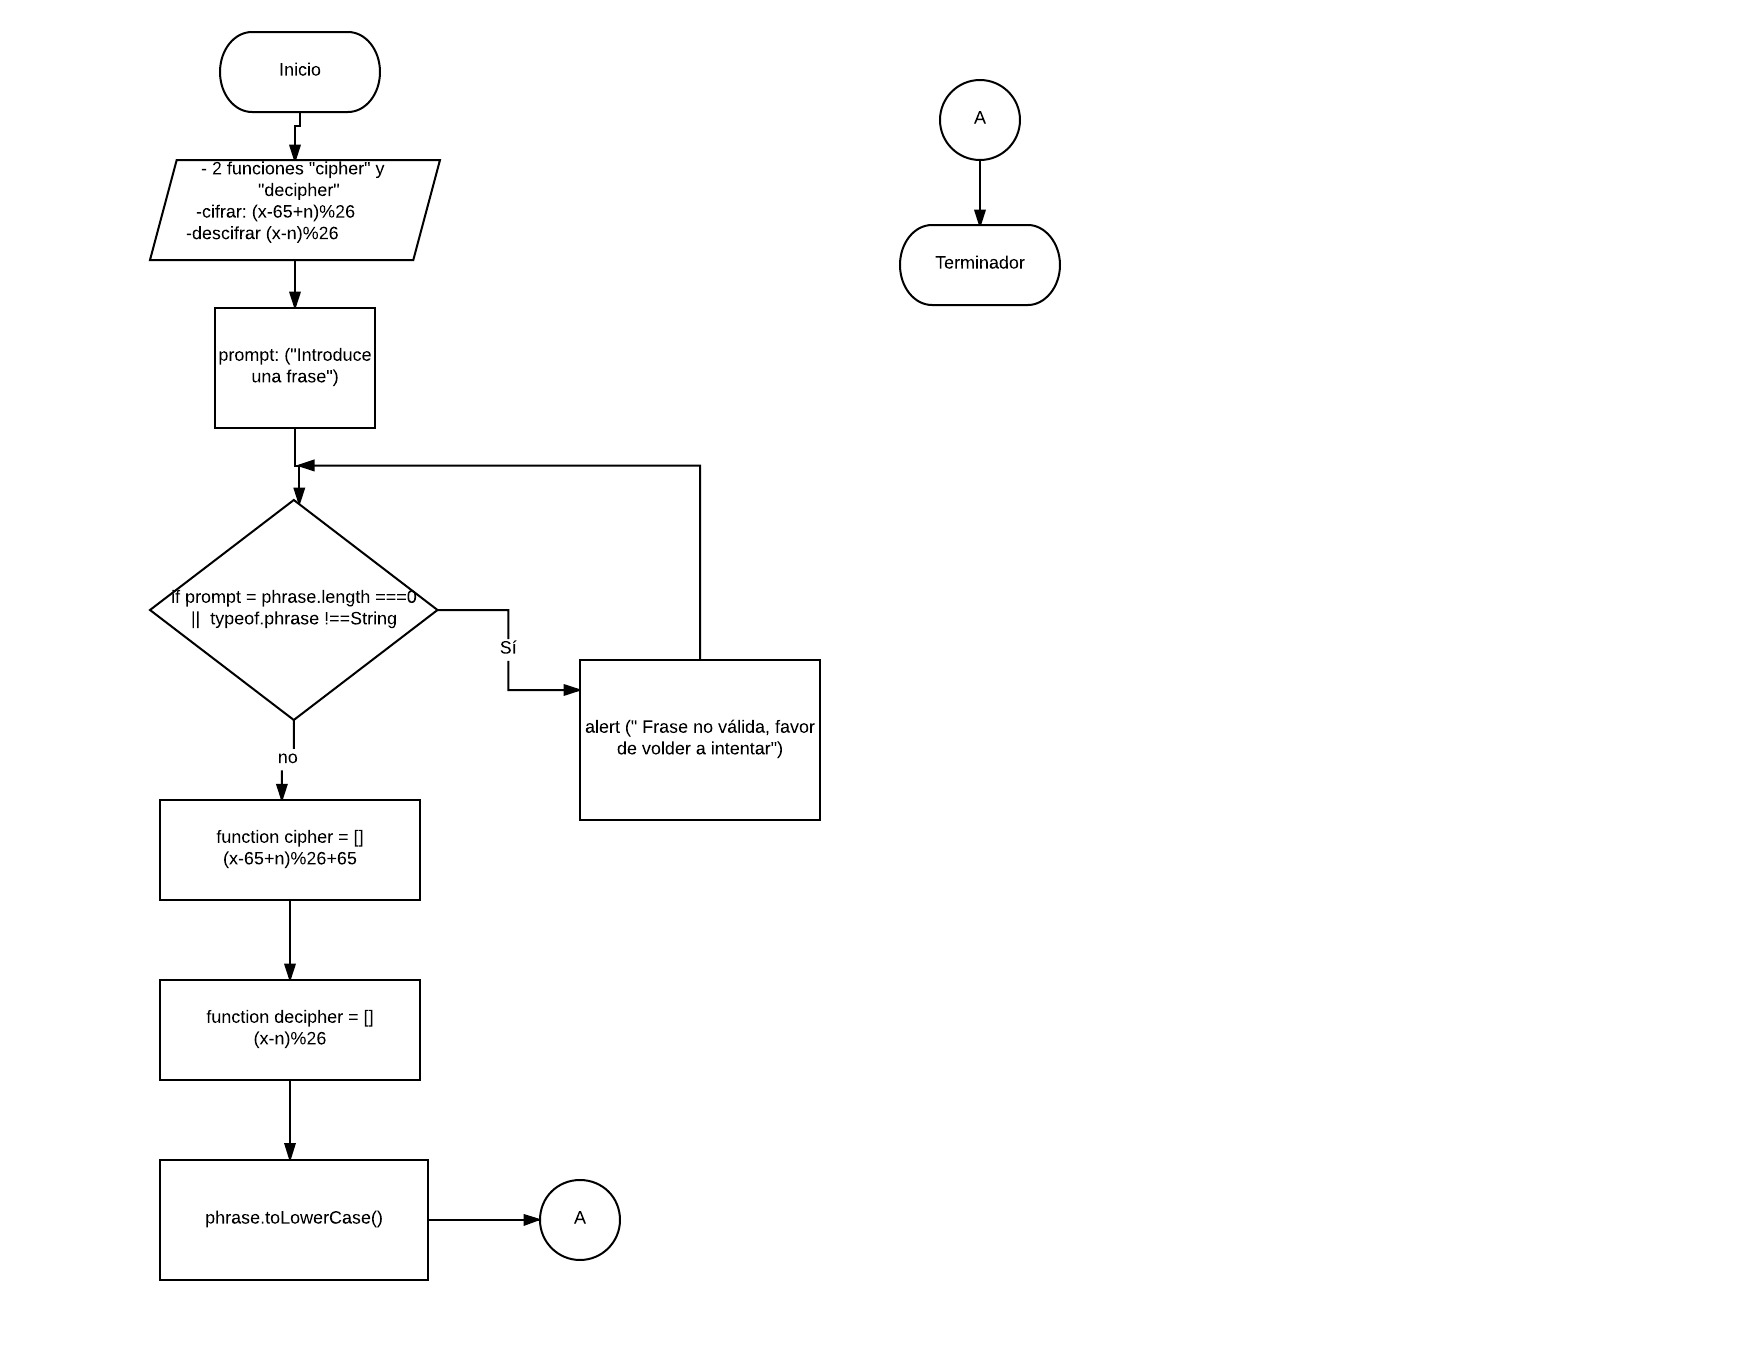 Inicio
- 2 funciones "cipher" y
"decipher"
-cifrar: (x-65+n)%26
-descifrar (x-n)%26
prompt: ("Introduce
una frase")
if prompt = phrase.length ===0
|| typeof.phrase !==String
Sí
alert (" Frase no válida, favor
de volder a intentar")
no
function cipher = []
(x-65+n)%26+65
function decipher = []
(x-n)%26
phrase.toLowerCase()
A
A
Terminador